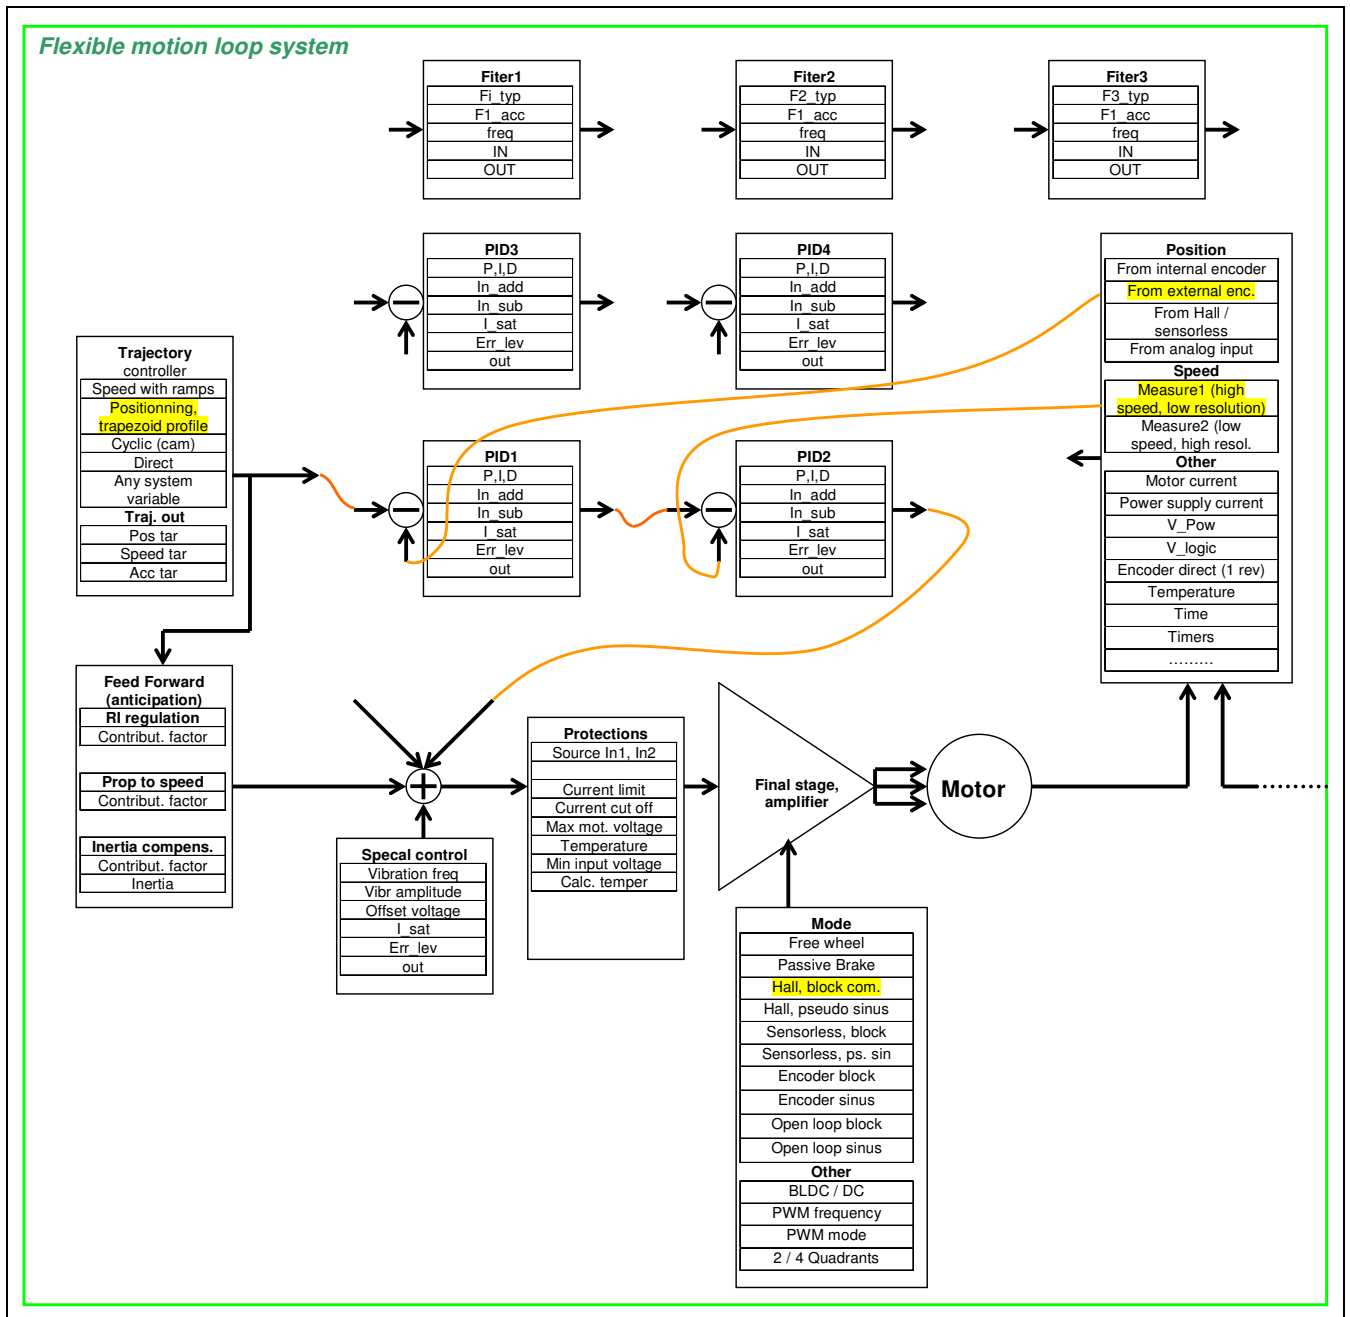 Flexible motion loop system
Fiter1
Fi_typ
F1_acc
freq
IN
OUT
Fiter2
F2_typ
F1_acc
freq
IN
OUT
Fiter3
F3_typ
F1_acc
freq
IN
OUT
PID3
P,I,D
In_add
In_sub
I_sat
Err_lev
out
PID4
P,I,D
In_add
In_sub
I_sat
Err_lev
out
Position
From internal encoder
From external enc.
From Hall /
sensorless
From analog input
Speed
Measure1 (high
speed, low resolution)
Measure2 (low
speed, high resol.
Other
Motor current
Power supply current
V_Pow
V_logic
Encoder direct (1 rev)
Temperature
Time
Timers
.........
Trajectory
controller
Speed with ramps
Positionning,
trapezoid profile
Cyclic (cam)
Direct
Any system
variable
Traj. out
Pos tar
Speed tar
Acc tar
PID1
P,I,D
In_add
In_sub
I_sat
Err_lev
out
PID2
P,I,D
In_add
In_sub
I_sat
Err_lev
out
Feed Forward
(anticipation)
RI regulation
Contribut. factor
Prop to speed
Contribut. factor
Inertia compens.
Contribut. factor
Inertia
Specal control
Vibration freq
Vibr amplitude
Offset voltage
I_sat
Err_lev
out
Protections
Source In1, In2
Current limit
Current cut off
Max mot. voltage
Temperature
Min input voltage
Calc. temper
Final stage,
amplifier
Motor
Mode
Free wheel
Passive Brake
Hall, block com.
Hall, pseudo sinus
Sensorless, block
Sensorless, ps. sin
Encoder block
Encoder sinus
Open loop block
Open loop sinus
Other
BLDC / DC
PWM frequency
PWM mode
2 / 4 Quadrants